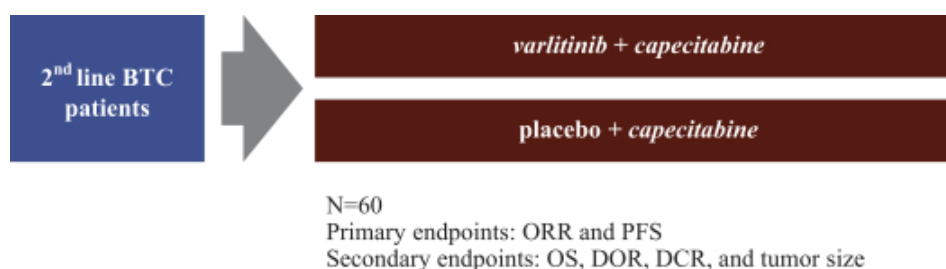 2nd line BTC
patients
varlitinib + capecitabine
placebo + capecitabine
N=60
Primary endpoints: ORR and PFS
Secondary endpoints: OS, DOR, DCR, and tumor size